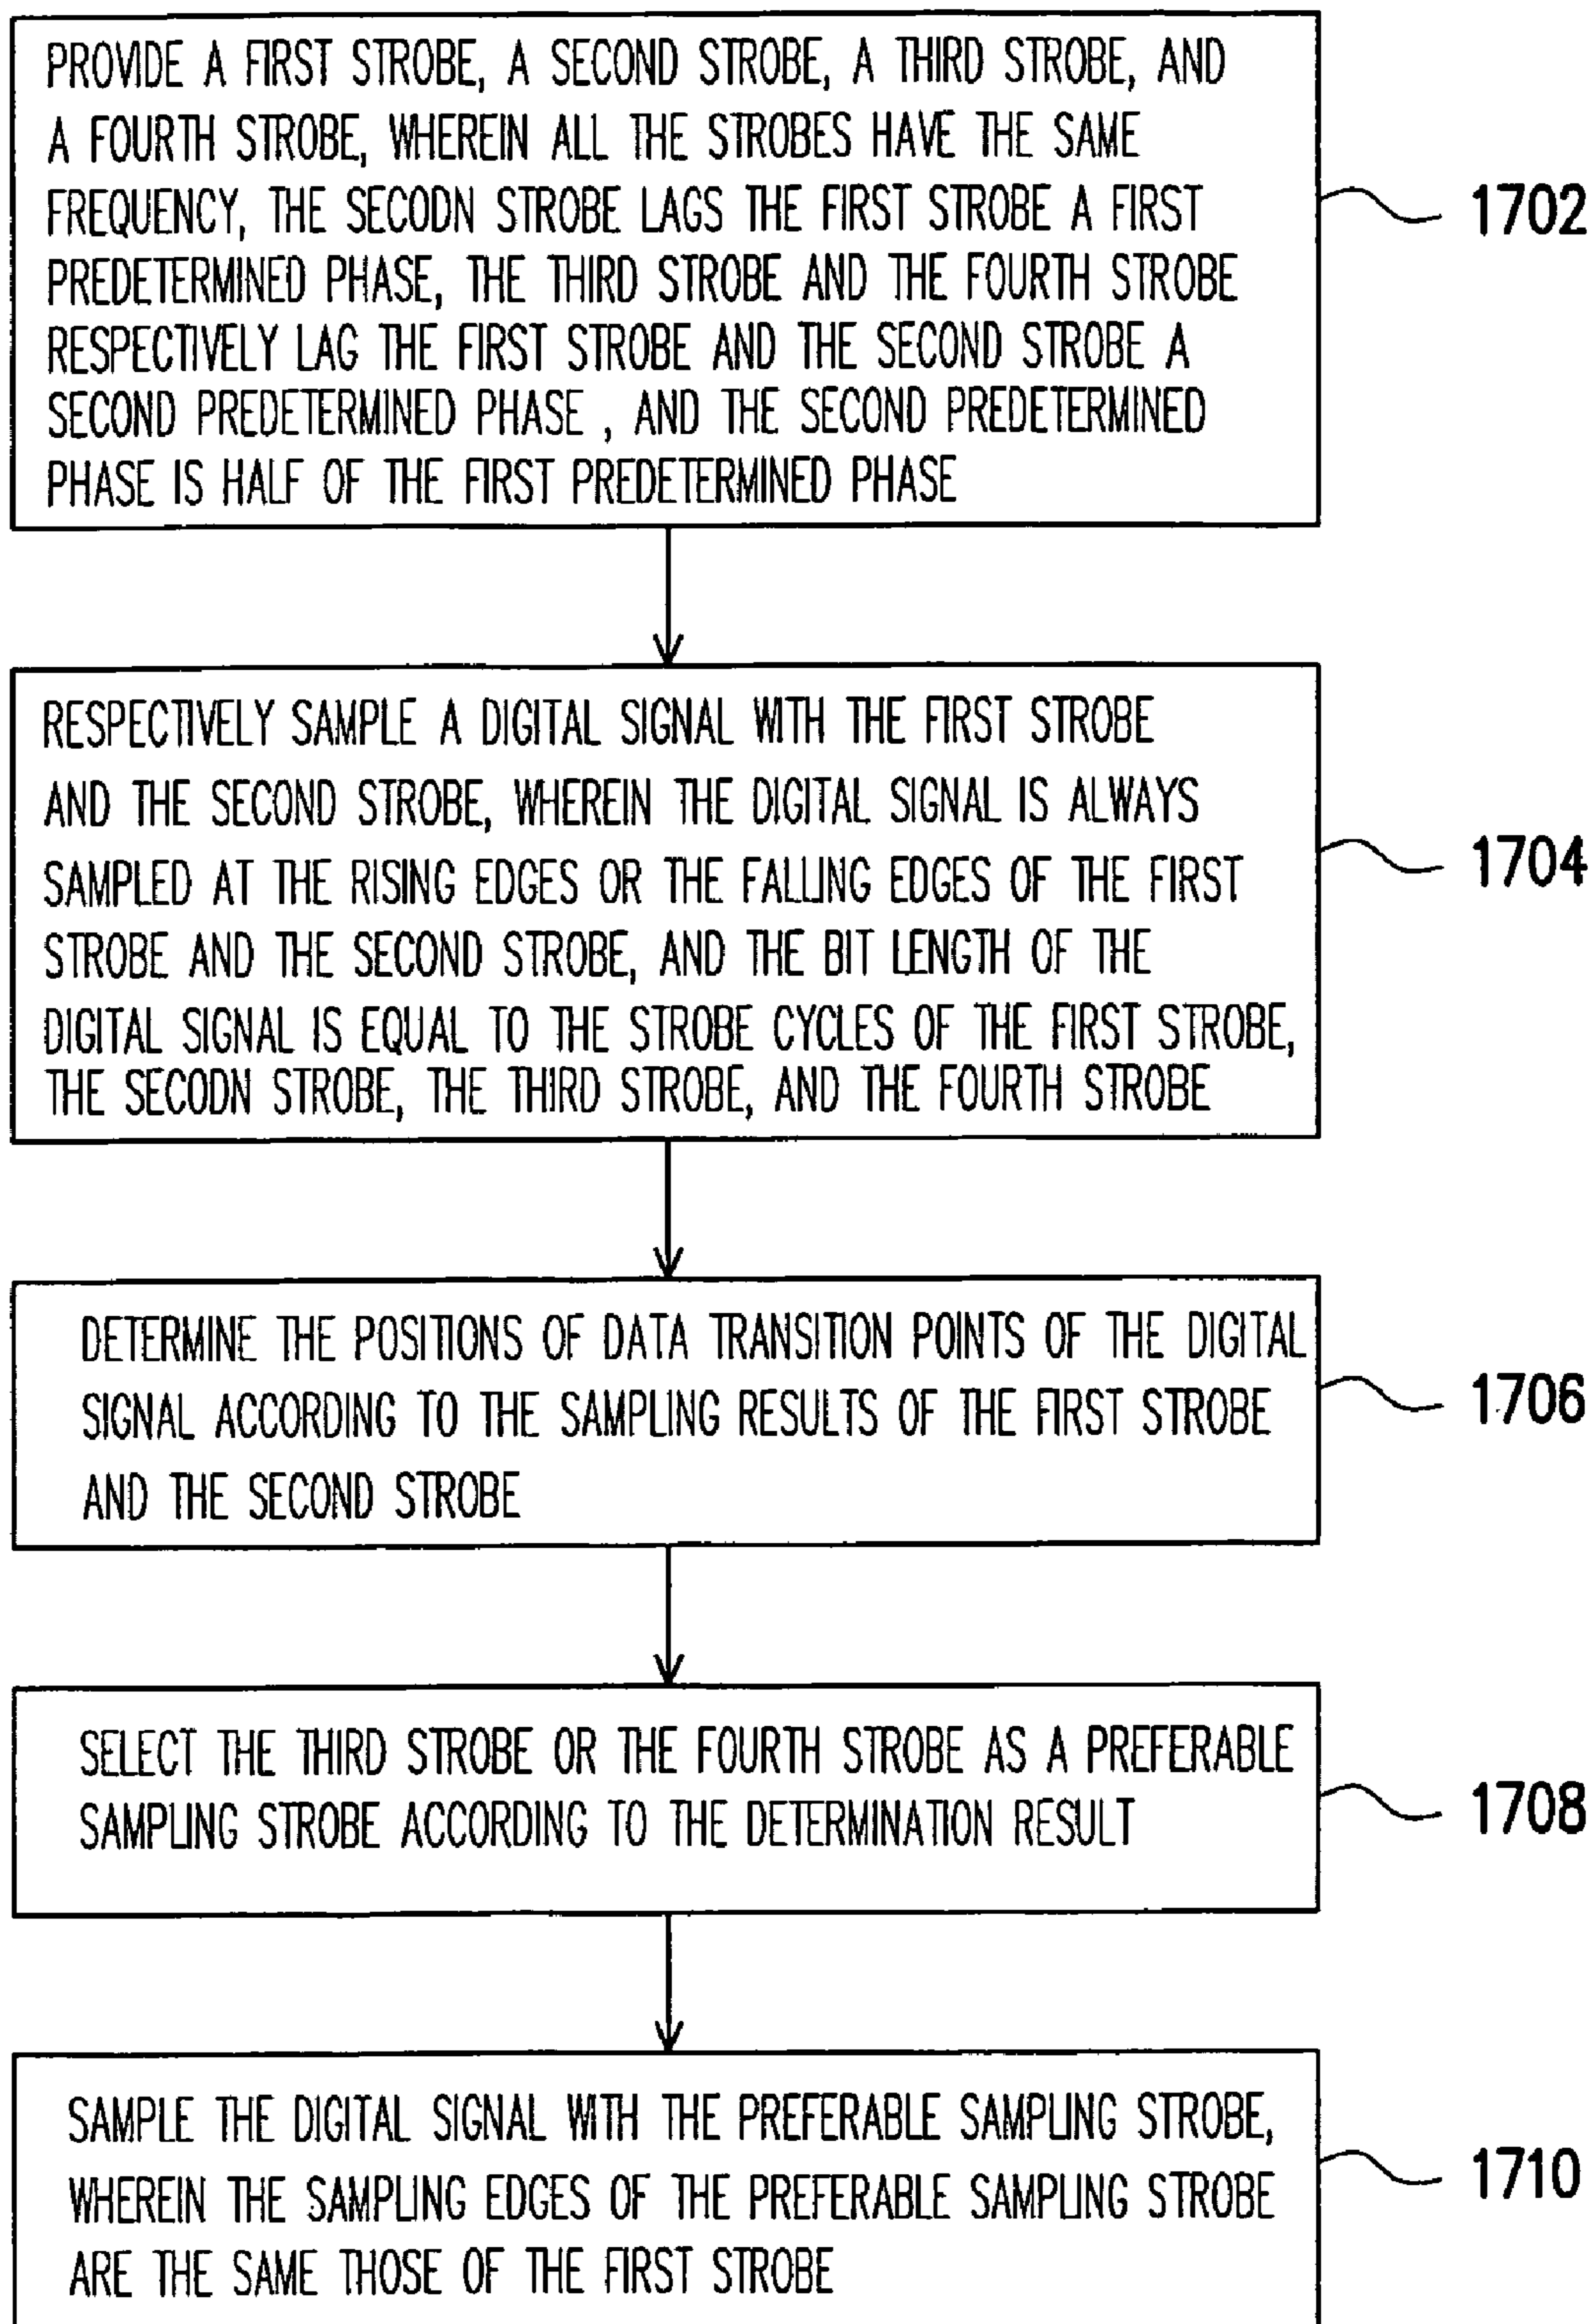 PROVIDE A FIRST STROBE, A SECOND STROBE, A THIRD STROBE, AND
A FOURTH STROBE, WHEREIN ALL THE STROBES HAVE THE SAME
FREQUENCY, THE SECODN STROBE LAGS THE FIRST STROBE A FIRST
PREDETERMINED PHASE, THE THIRD STROBE AND THE FOURTH STROBE
RESPECTIVELY LAG THE FIRST STROBE AND THE SECOND STROBE A
SECOND PREDETERMINED PHASE , AND THE SECOND PREDETERMINED
PHASE IS HALF OF THE FIRST PREDETERMINED PHASE
1702
RESPECTIVELY SAMPLE A DIGITAL SIGNAL WITH THE FIRST STROBE
AND THE SECOND STROBE, WHEREIN THE DIGITAL SIGNAL IS ALWAYS
SAMPLED AT THE RISING EDGES OR THE FALLING EDGES OF THE FIRST
STROBE AND THE SECOND STROBE, AND THE BIT LENGTH OF THE
DIGITAL SIGNAL IS EQUAL TO THE STROBE CYCLES OF THE FIRST STROBE,
THE SECODN STROBE, THE THIRD STROBE, AND THE FOURTH STROBE
1704
DETERMINE THE POSITIONS OF DATA TRANSITION POINTS OF THE DIGITAL
SIGNAL ACCORDING TO THE SAMPLING RESULTS OF THE FIRST STROBE
AND THE SECOND STROBE
1706
SELECT THE THIRD STROBE OR THE FOURTH STROBE AS A PREFERABLE
SAMPLING STROBE ACCORDING TO THE DETERMINATION RESULT
1708
SAMPLE THE DIGITAL SIGNAL WITH THE PREFERABLE SAMPLING STROBE,
WHEREIN THE SAMPLING EDGES OF THE PREFERABLE SAMPLING STROBE
ARE THE SAME THOSE OF THE FIRST STROBE
1710